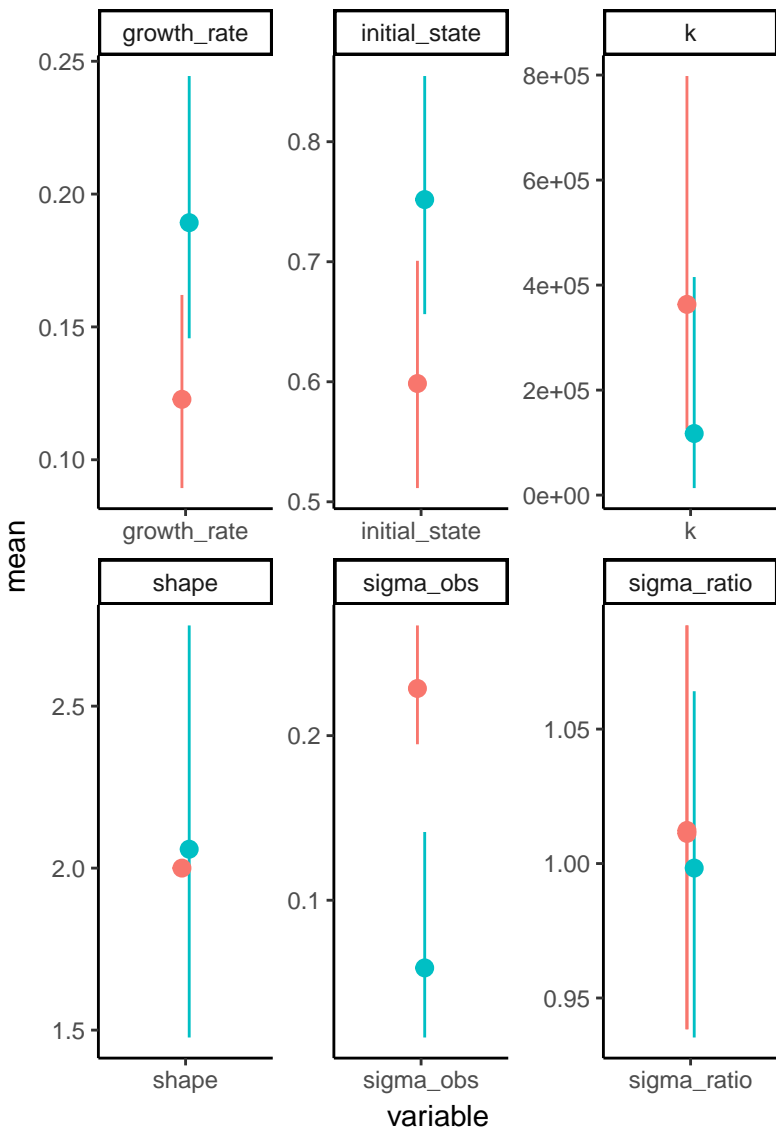 growth_rate
initial_state
k
0.25
0.20
0.15
0.10
0.8
0.7
0.6
0.5
8e+05
6e+05
4e+05
2e+05
0e+00
growth_rate
initial_state
k
mean
shape
sigma_obs
sigma_ratio
2.5
2.0
1.5
0.2
0.1
1.05
1.00
0.95
shape
sigma_obs
sigma_ratio
variable